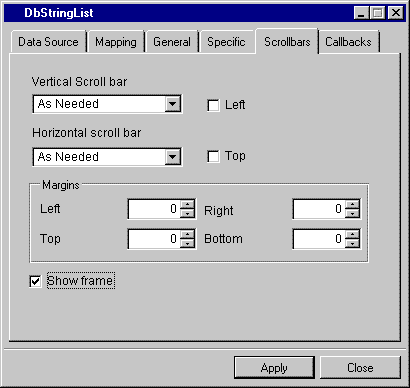 DbStringList
Data Source Mapping General Specific Scrollbars Callbacks
Vertical Scroll bar
As Needed Left
Horizontal scroll bar
As Needed Top
Margins
Left 0 Right 0
Top 0 Bottom 0
Show frame
Apply Close